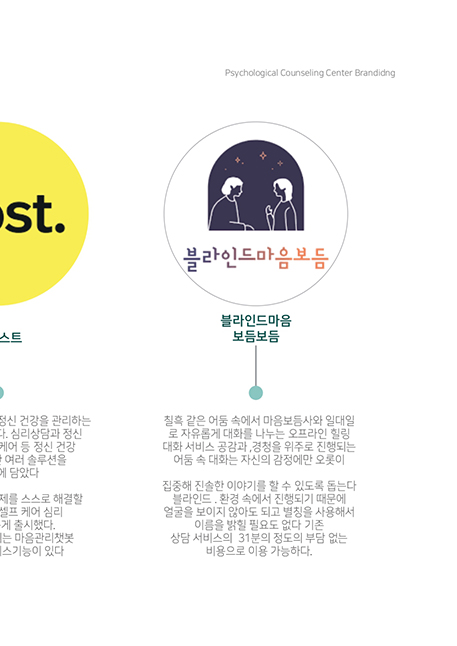 Psychological Counseling Center Brandidng
ost.
스트
정신 건강을 관리하는
다. 심리상담과 정신
케어 등 정신 건강
한 여러 솔루션을
에 담았다
제를 스스로 해결할
셀프 케어 심리
게 출시했다.
는 마음관리챗봇
스기능이 있다
블라인드마음보듬
블라인드마음
보듬보듬
칠흑 같은 어둠 속에서 마음보듬사와 일대일
로 자유롭게 대화를 나누는 오프라인 힐링
대화 서비스 공감과 ,경청을 위주로 진행되는
어둠 속 대화는 자신의 감정에만 오롯이
집중해 진솔한 이야기를 할 수 있도록 돕는다
블라인드 . 환경 속에서 진행되기 때문에
얼굴을 보이지 않아도 되고 별칭을 사용해서
이름을 밝힐 필요도 없다 기존
상담 서비스의 31분의 정도의 부담 없는
비용으로 이용 가능하다.